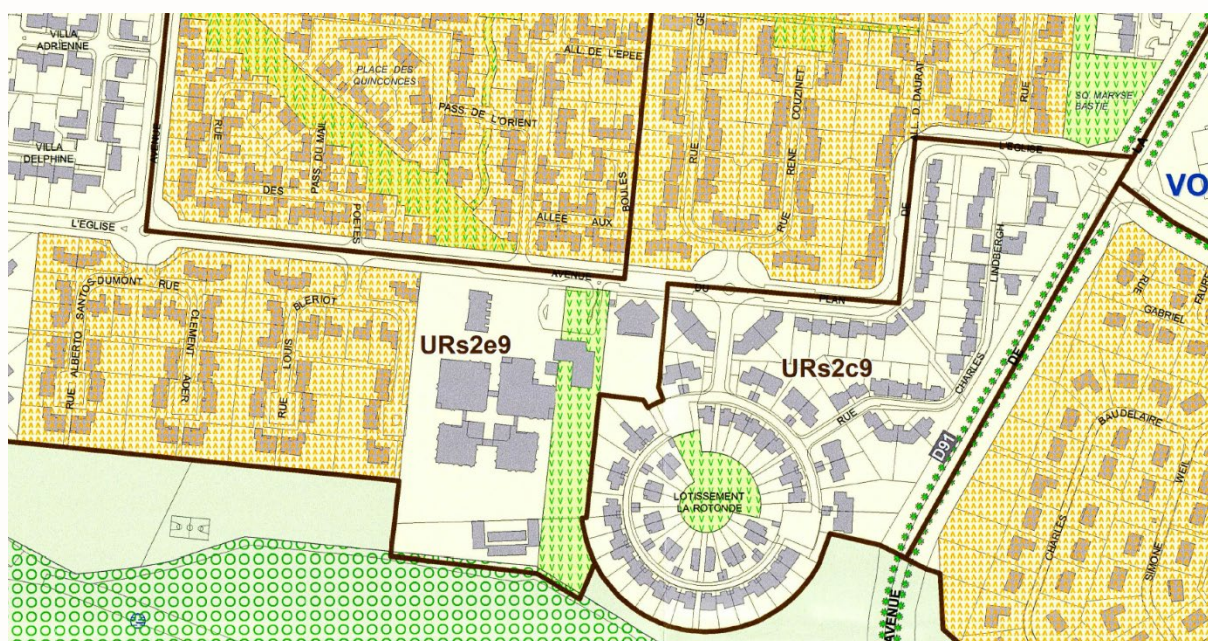 VILLA
ADRIENNE
VILLA
DELPHINE
AVENUE
L'EGLISE
RUE
DES
POETES
PASS. DU MAIL
PLACE DES
QUINCONCES
ALL. DE L'EPEE
PASS. DE L'ORIENT
ALLEE AUX
BOULES
RUE
RENE
COUZINET
RUE
ALL. D. DAURAT
RUE
SQ. MARYSE
BASTIE
L'EGLISE
DE
LA
VO
AVENUE
DU
PLAN
RUE ALBERTO SANTOS
DUMONT RUE
CLEMENT
ADER
BLERIOT
LOUIS
RUE
URs2e9
URs2c9
LINDBERGH
CHARLES
RUE
DE
D91
AVENUE
LOTISSEMENT
LA ROTONDE
RUE
GABRIEL
FAURE
BAUDELAIRE
CHARLES
SIMONE
WEIL